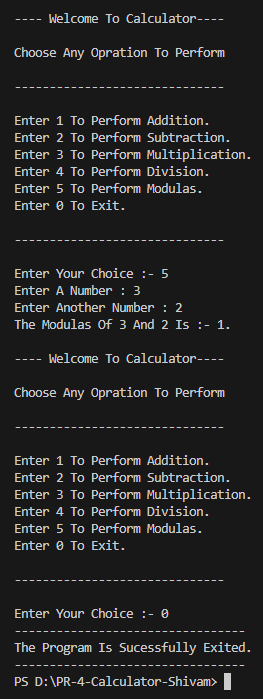 ---- Welcome To Calculator----
Choose Any Opration To Perform
------------------------------
Enter 1 To Perform Addition.
Enter 2 To Perform Subtraction.
Enter 3 To Perform Multiplication.
Enter 4 To Perform Division.
Enter 5 To Perform Modulas.
Enter 0 To Exit.
------------------------------
Enter Your Choice :- 5
Enter A Number : 3
Enter Another Number : 2
The Modulas Of 3 And 2 Is :- 1.
---- Welcome To Calculator----
Choose Any Opration To Perform
------------------------------
Enter 1 To Perform Addition.
Enter 2 To Perform Subtraction.
Enter 3 To Perform Multiplication.
Enter 4 To Perform Division.
Enter 5 To Perform Modulas.
Enter 0 To Exit.
------------------------------
Enter Your Choice :- 0
---------------------------------
The Program Is Sucessfully Exited.
---------------------------------
PS D:\PR-4-Calculator-Shivam>